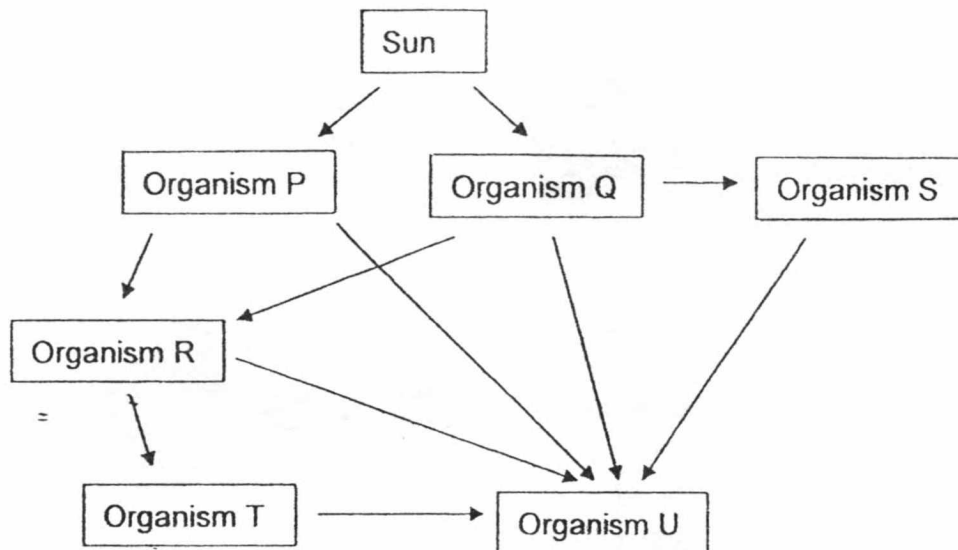 Sun
Organism P
Organism Q
Organism S
Organism R
Organism T
Organism U